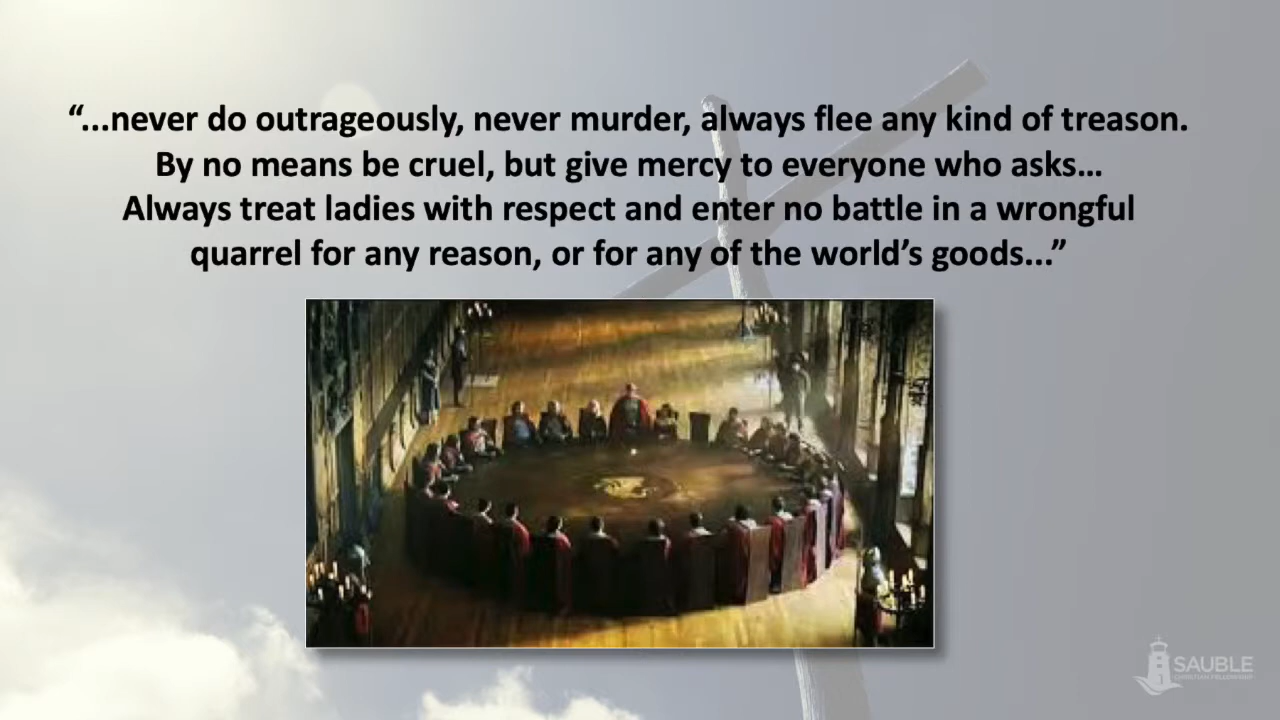 “...never do outrageously, never murder, always flee any kind of treason.
By no means be cruel, but give mercy to everyone who asks…
Always treat ladies with respect and enter no battle in a wrongful
quarrel for any reason, or for any of the world’s goods...”
SAUBLE
CHRISTIAN FELLOWSHIP